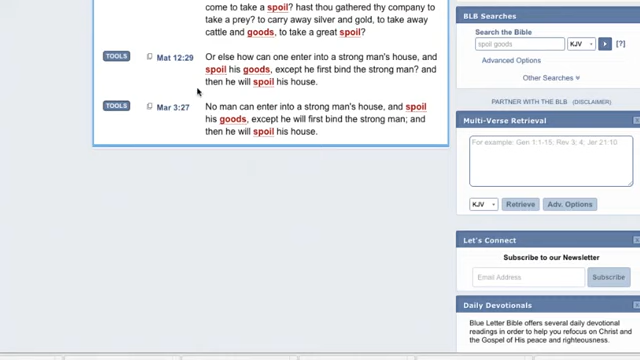 come to take a spoil? hast thou gathered thy company to
take a prey? to carry away silver and gold, to take away
cattle and goods, to take a great spoil?
TOOLS Mat 12:29 Or else how can one enter into a strong man's house, and
spoil his goods, except he first bind the strong man? and
then he will spoil his house.
TOOLS Mar 3:27 No man can enter into a strong man's house, and spoil
his goods, except he will first bind the strong man; and
then he will spoil his house.
BLB Searches
Search the Bible
spoil goods KJV [?]
Advanced Options
Other Searches
PARTNER WITH THE BLB (DISCLAIMER)
Multi-Verse Retrieval
For example: Gen 1:1-15; Rev 3; 4; Jer 21:10
KJV Retrieve Adv. Options
Let's Connect
Subscribe to our Newsletter
Email Address Subscribe
Daily Devotionals
Blue Letter Bible offers several daily devotional
readings in order to help you refocus on Christ and
the Gospel of His peace and righteousness.